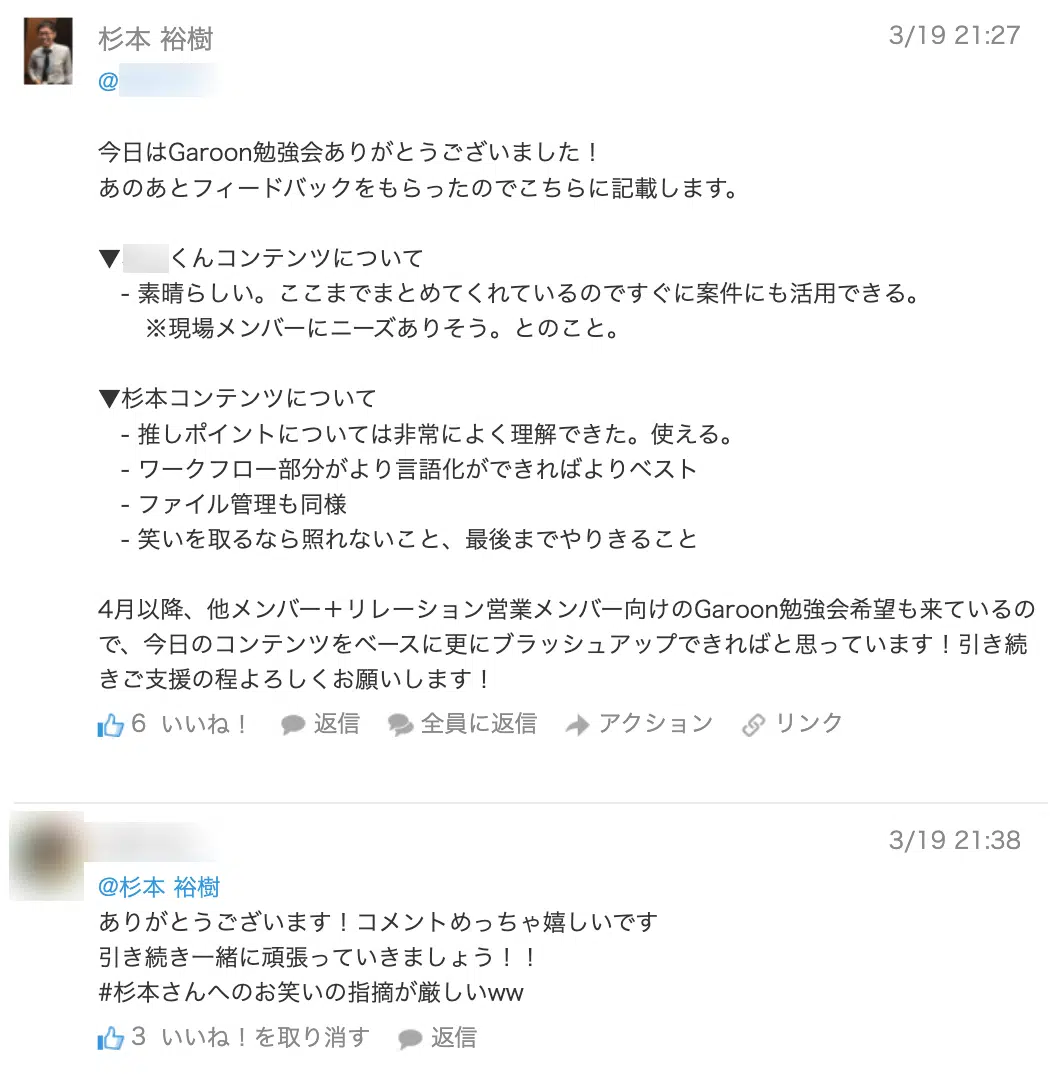 杉本 裕樹
3/19 21:27
@
今日はGaroon勉強会ありがとうございました！
あのあとフィードバックをもらったのでこちらに記載します。
▼くんコンテンツについて
- 素晴らしい。ここまでまとめてくれているのですぐに案件にも活用できる。
※現場メンバーにニーズありそう。とのこと。
▼杉本コンテンツについて
- 推しポイントについては非常によく理解できた。使える。
- ワークフロー部分がより言語化ができればよりベスト
- ファイル管理も同様
- 笑いを取るなら照れないこと、最後までやりきること
4月以降、他メンバー＋リレーション営業メンバー向けのGaroon勉強会希望も来ているの
で、今日のコンテンツをベースに更にブラッシュアップできればと思っています！引き続
きご支援の程よろしくお願いします！
6 いいね！ 返信 全員に返信 アクション リンク
3/19 21:38
@杉本 裕樹
ありがとうございます！コメントめっちゃ嬉しいです
引き続き一緒に頑張っていきましょう！！
#杉本さんへのお笑いの指摘が厳しいww
3 いいね！を取り消す 返信